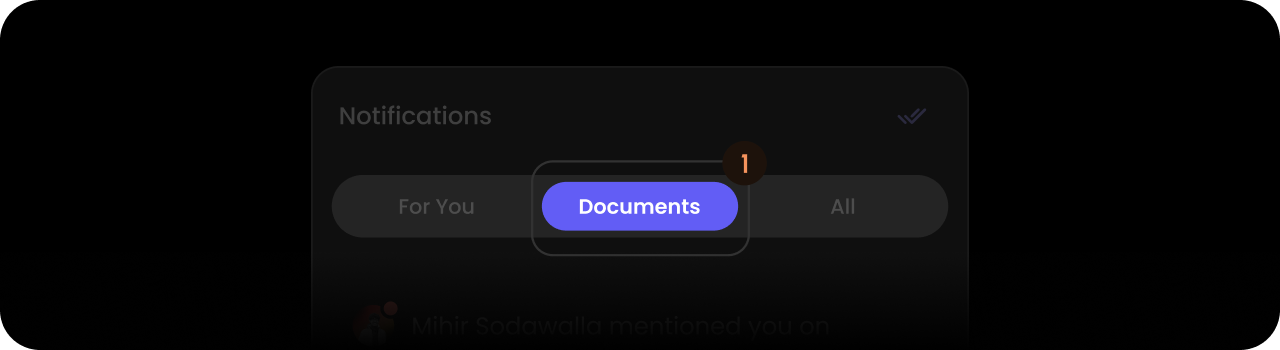 Notifications
1
For You
Documents
All
Mihir Sodawalla mentioned you on